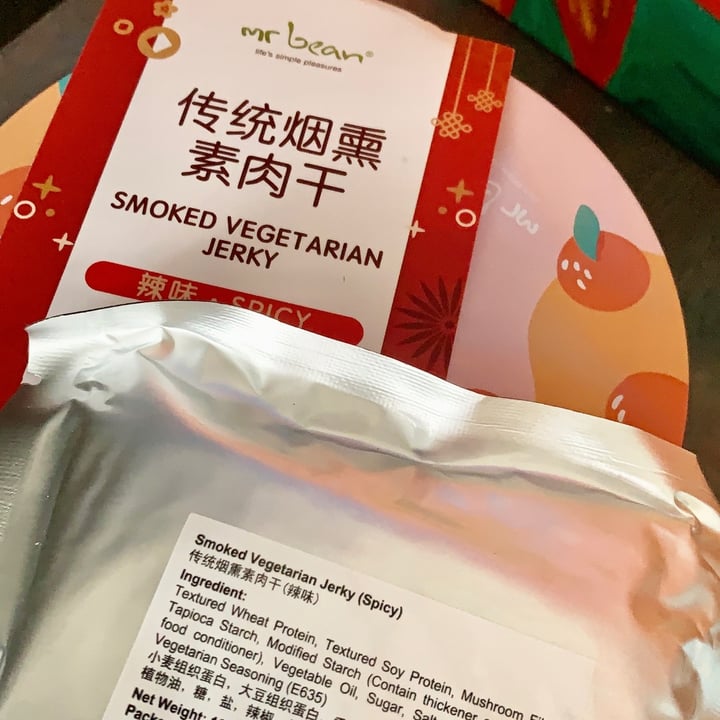 mr bean®
life's simple pleasures
传统烟熏
素肉干
SMOKED VEGETARIAN
JERKY
辣味 · SPICY
Smoked Vegetarian Jerky (Spicy)
传统烟熏素肉干(辣味)
Ingredient:
Textured Wheat Protein, Textured Soy Protein, Mushroom
Tapioca Starch, Modified Starch (Contain thickener
food conditioner), Vegetable Oil, Sugar, Salt
Vegetarian Seasoning (E635)
小麦组织蛋白, 大豆组织蛋白,
植物油, 糖, 盐, 辣椒
Net Weight: